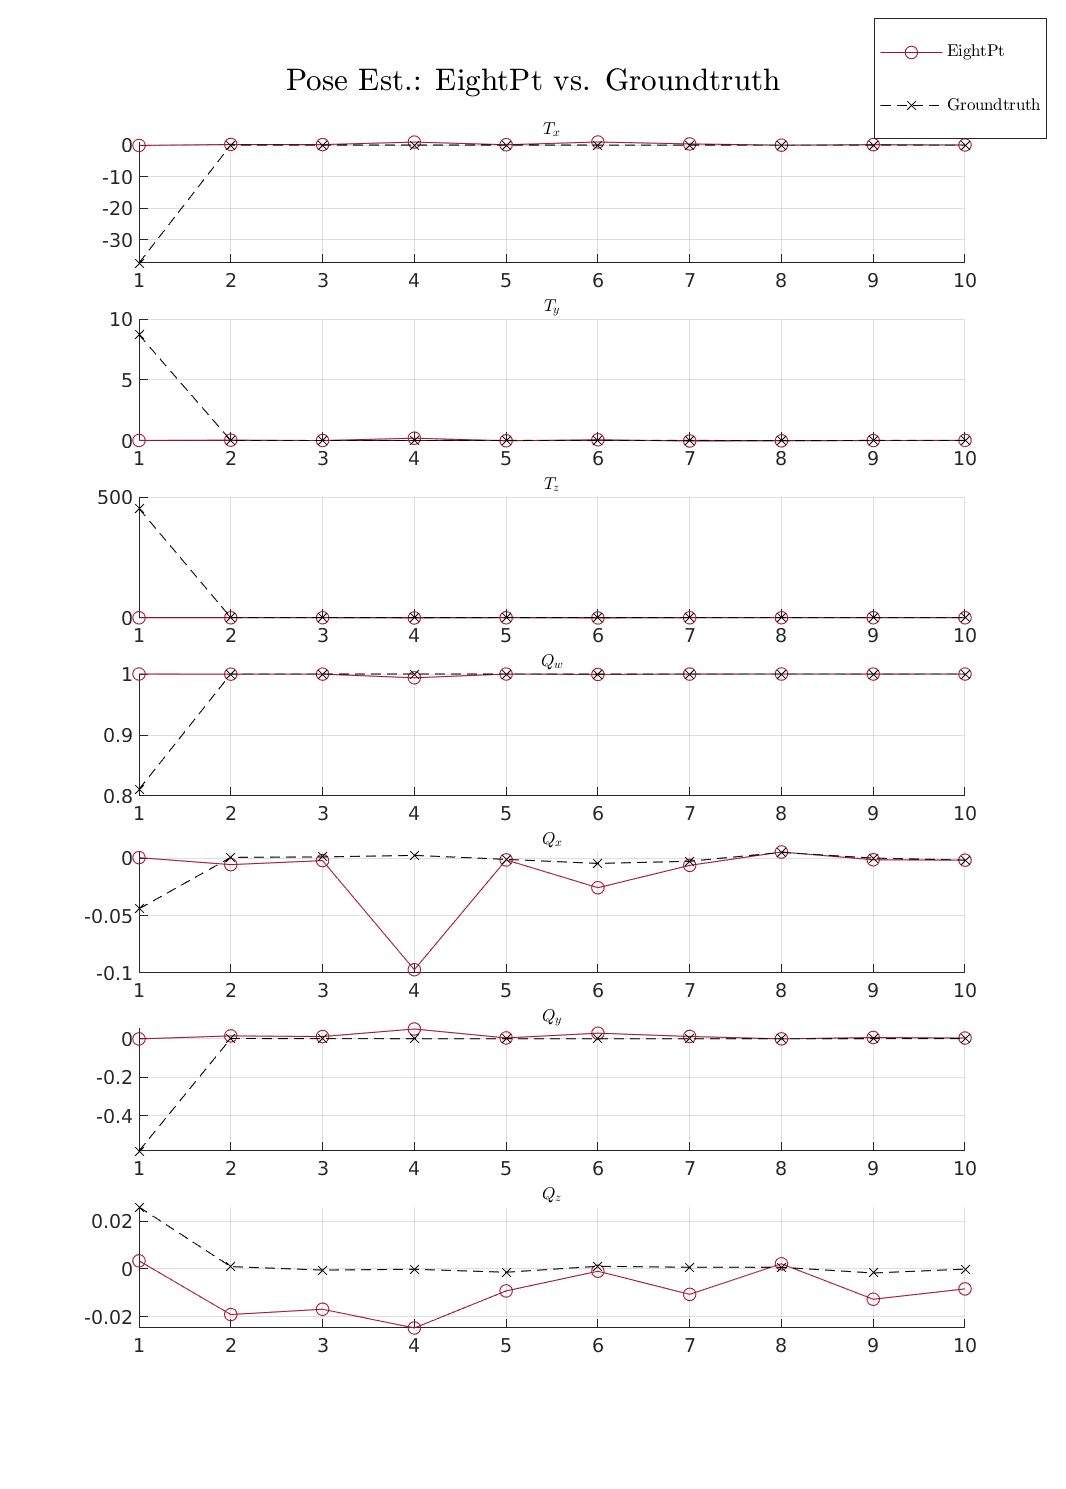 EightPt
Pose Est.: EightPt vs. Groundtruth
Groundtruth
T_x
0
-10
-20
-30
1 2 3 4 5 6 7 8 9 10
T_y
10
5
0
1 2 3 4 5 6 7 8 9 10
T_z
500
0
1 2 3 4 5 6 7 8 9 10
Q_w
1
0.9
0.8
1 2 3 4 5 6 7 8 9 10
Q_x
0
-0.05
-0.1
1 2 3 4 5 6 7 8 9 10
Q_y
0
-0.2
-0.4
1 2 3 4 5 6 7 8 9 10
Q_z
0.02
0
-0.02
1 2 3 4 5 6 7 8 9 10